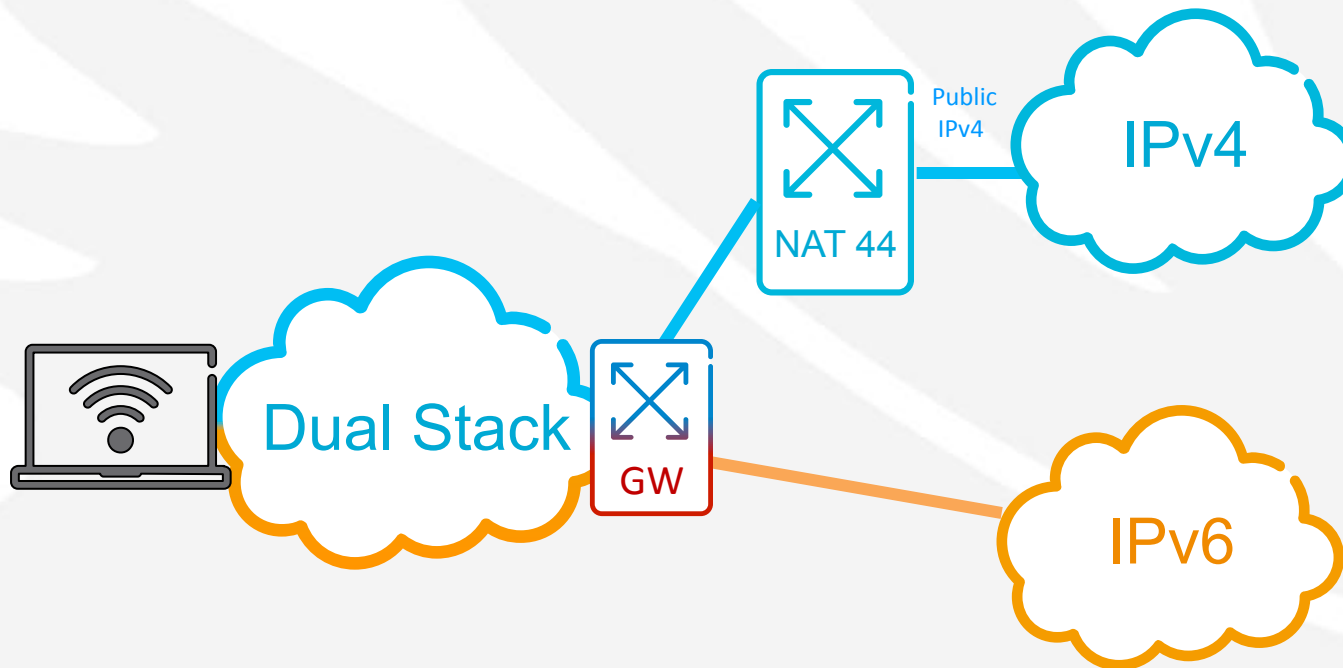 Public
IPv4
IPv4
NAT 44
Dual Stack
GW
IPv6